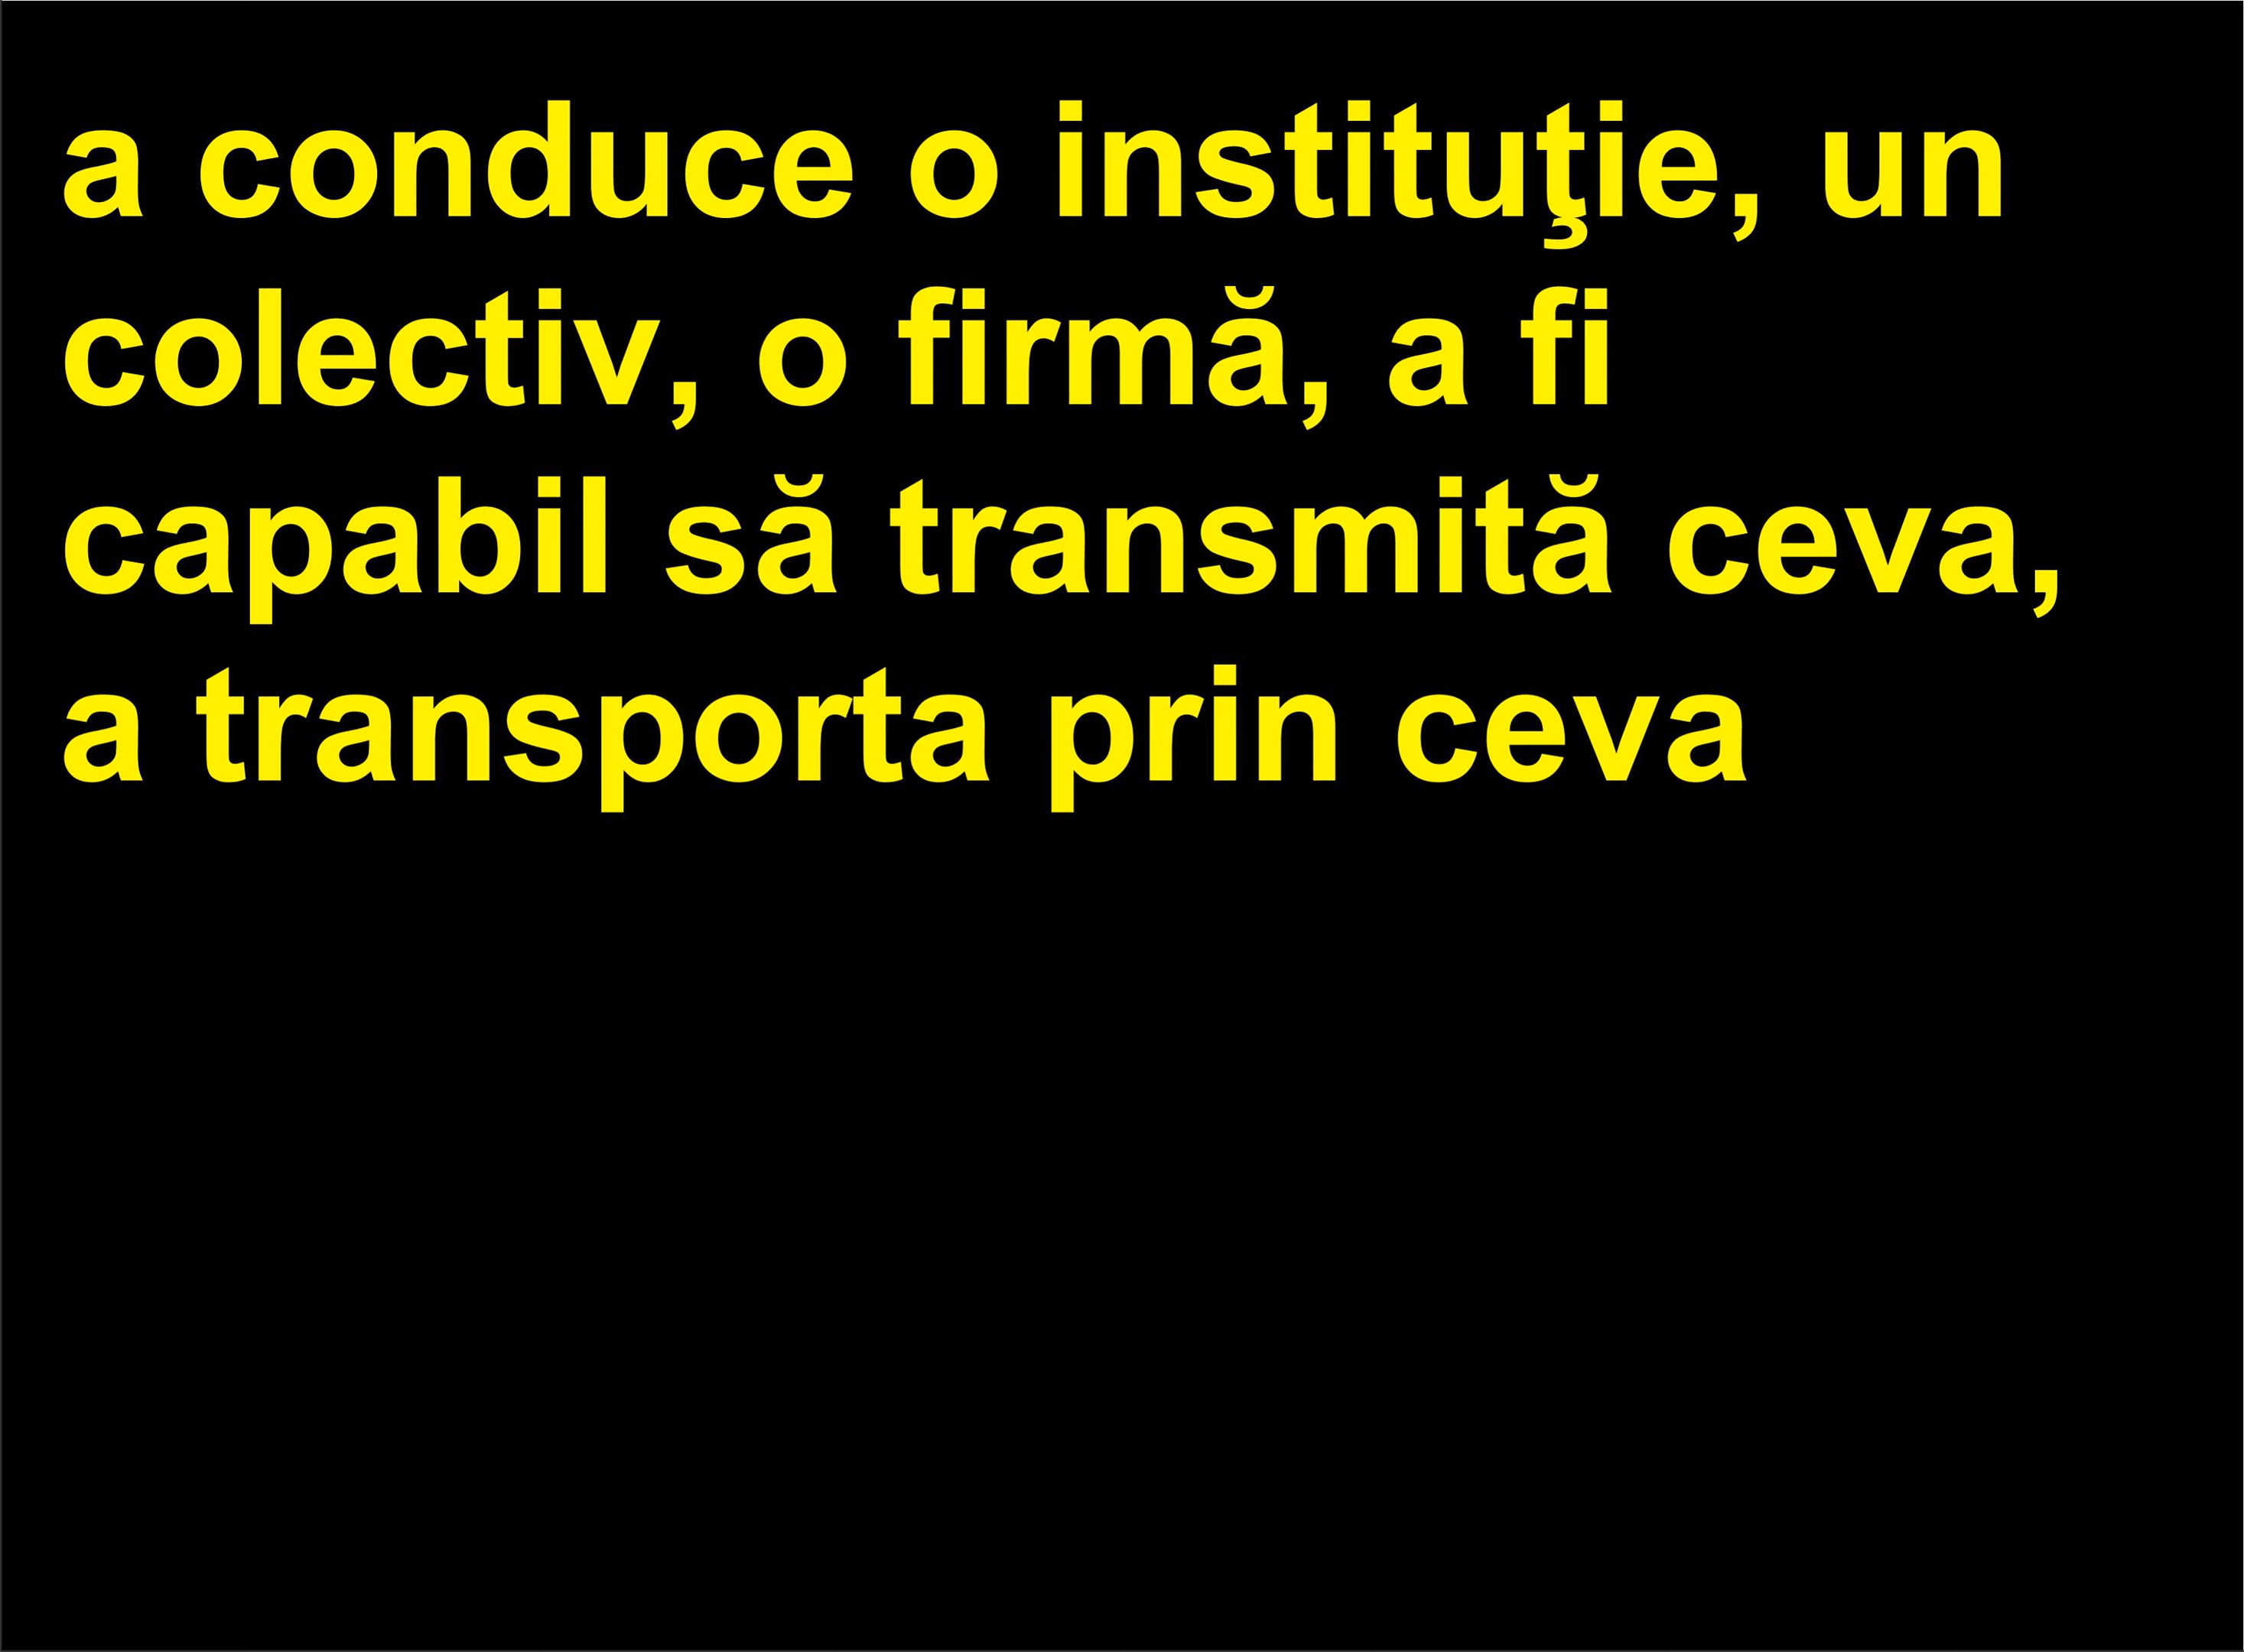 a conduce o instituţie, un
colectiv, o firmă, a fi
capabil să transmită ceva,
a transporta prin ceva